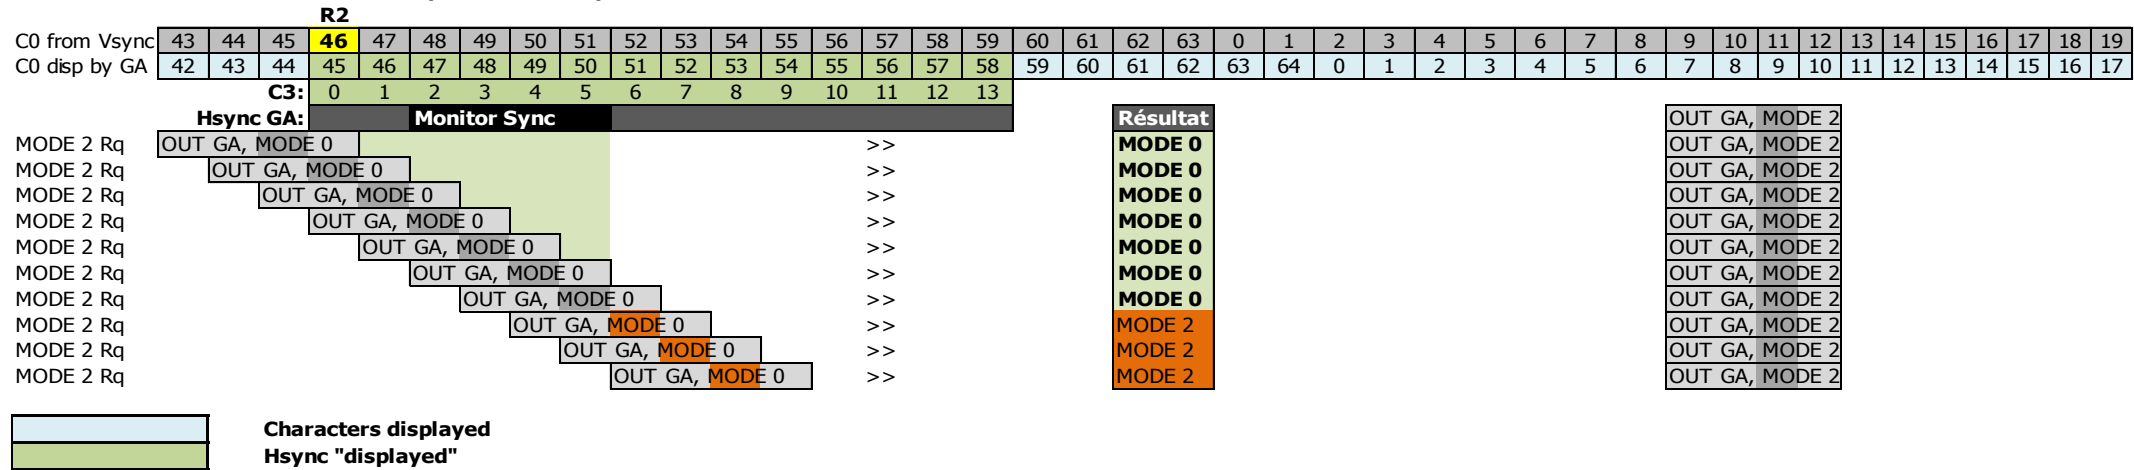 R2
C0 from Vsync 43 44 45 46 47 48 49 50 51 52 53 54 55 56 57 58 59 60 61 62 63 0 1 2 3 4 5 6 7 8 9 10 11 12 13 14 15 16 17 18 19
C0 disp by GA 42 43 44 45 46 47 48 49 50 51 52 53 54 55 56 57 58 59 60 61 62 63 64 0 1 2 3 4 5 6 7 8 9 10 11 12 13 14 15 16 17
C3: 0 1 2 3 4 5 6 7 8 9 10 11 12 13
Hsync GA: Monitor Sync Résultat OUT GA, MODE 2
MODE 2 Rq OUT GA, MODE 0 >> MODE 0 OUT GA, MODE 2
MODE 2 Rq OUT GA, MODE 0 >> MODE 0 OUT GA, MODE 2
MODE 2 Rq OUT GA, MODE 0 >> MODE 0 OUT GA, MODE 2
MODE 2 Rq OUT GA, MODE 0 >> MODE 0 OUT GA, MODE 2
MODE 2 Rq OUT GA, MODE 0 >> MODE 0 OUT GA, MODE 2
MODE 2 Rq OUT GA, MODE 0 >> MODE 0 OUT GA, MODE 2
MODE 2 Rq OUT GA, MODE 0 >> MODE 0 OUT GA, MODE 2
MODE 2 Rq OUT GA, MODE 0 >> MODE 2 OUT GA, MODE 2
MODE 2 Rq OUT GA, MODE 0 >> MODE 2 OUT GA, MODE 2
MODE 2 Rq OUT GA, MODE 0 >> MODE 2 OUT GA, MODE 2
Characters displayed
Hsync "displayed"